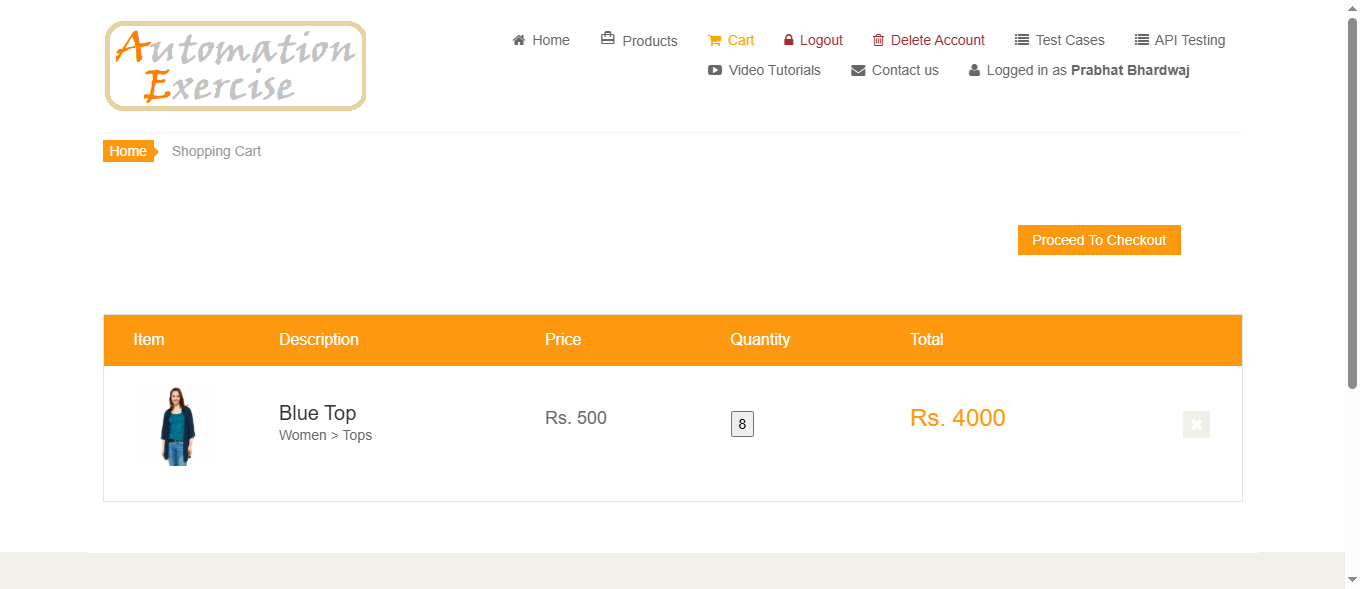 Automation
Exercise
Home Products Cart Logout Delete Account Test Cases API Testing
Video Tutorials Contact us Logged in as Prabhat Bhardwaj
Home Shopping Cart
Proceed To Checkout
Item Description Price Quantity Total
Blue Top Rs. 500 8 Rs. 4000
Women > Tops